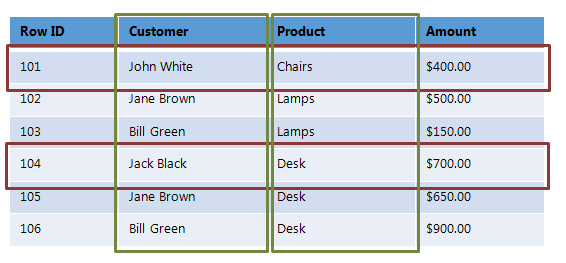 Row ID Customer Product Amount
101 John White Chairs $400.00
102 Jane Brown Lamps $500.00
103 Bill Green Lamps $150.00
104 Jack Black Desk $700.00
105 Jane Brown Desk $650.00
106 Bill Green Desk $900.00